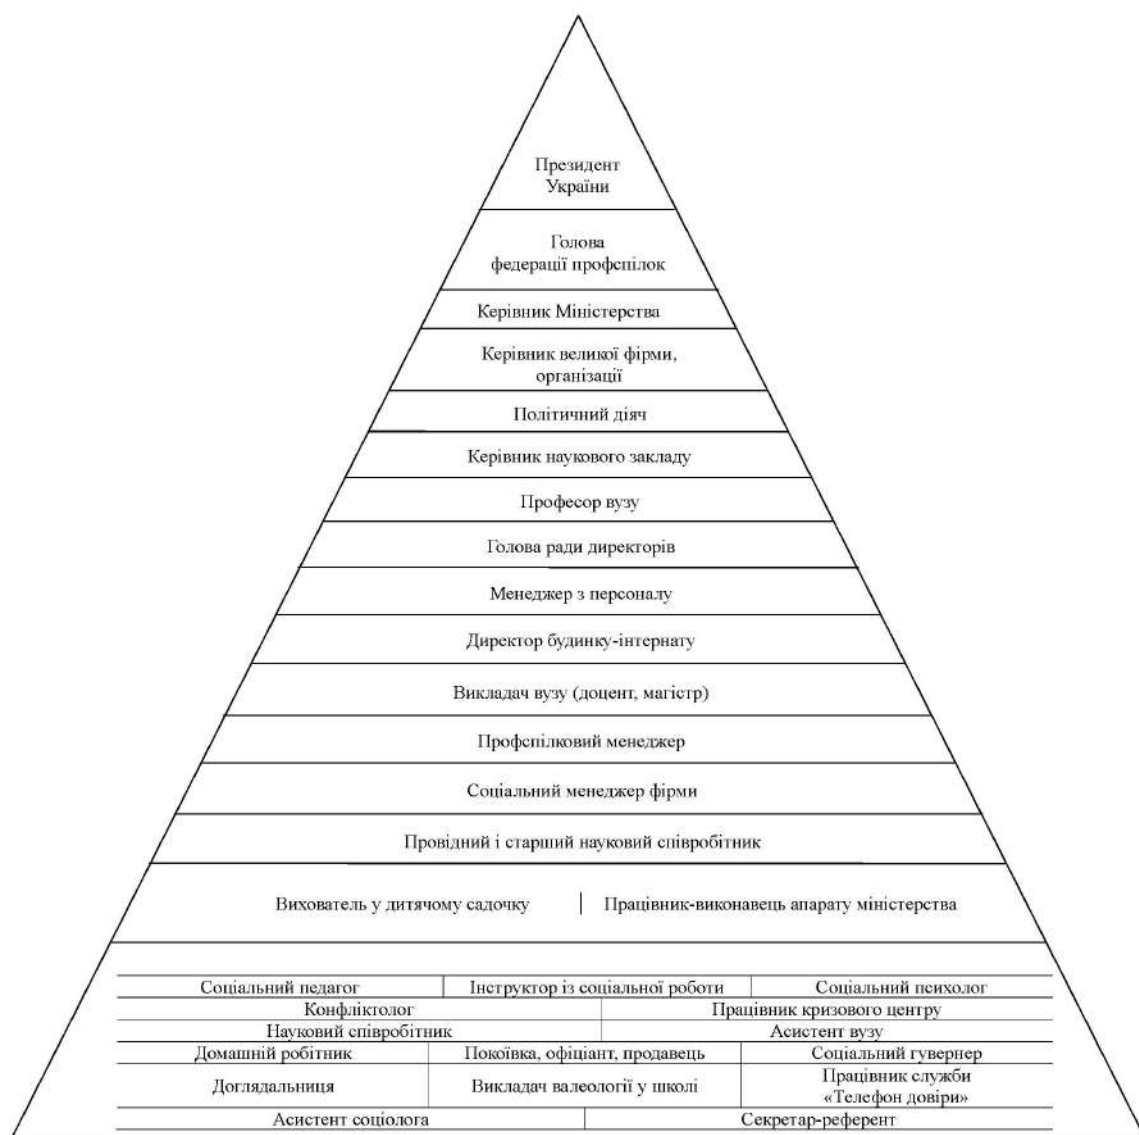 Президент
України
Голова
федерації профспілок
Керівник Міністерства
Керівник великої фірми,
організації
Політичний діяч
Керівник наукового закладу
Професор вузу
Голова ради директорів
Менеджер з персоналу
Директор будинку-інтернату
Викладач вузу (доцент, магістр)
Профспілковий менеджер
Соціальний менеджер фірми
Провідний і старший науковий співробітник
Вихователь у дитячому садочку | Працівник-виконавець апарату міністерства
Соціальний педагог Інструктор із соціальної роботи Соціальний психолог
Конфліктолог Працівник кризового центру
Науковий співробітник Асистент вузу
Домашній робітник Покоївка, офіціант, продавець Соціальний гувернер
Доглядальниця Викладач валеології у школі Працівник служби
«Телефон довіри»
Асистент соціолога Секретар-референт